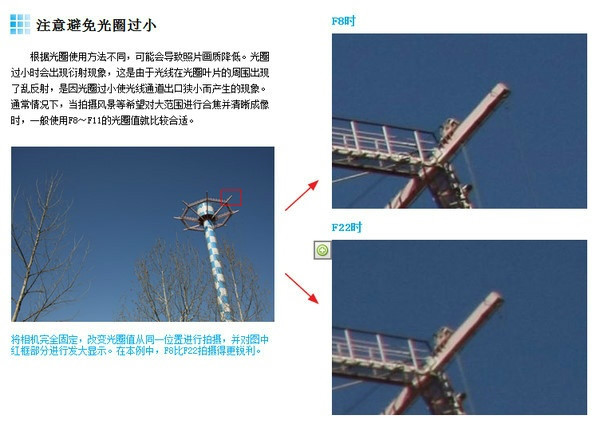 注意避免光圈过小
根据光圈使用方法不同，可能会导致照片画质降低。光圈
过小时会出现衍射现象，这是由于光线在光圈叶片的周围出现
了乱反射，是因光圈过小使光线通道出口狭小而产生的现象。
通常情况下，当拍摄风景等希望对大范围进行合焦并清晰成像
时，一般使用F8～F11的光圈值就比较合适。
将相机完全固定，改变光圈值从同一位置进行拍摄，并对图中
红框部分进行发大显示。在本例中，F8比F22拍摄得更锐利。
F8时
F22时